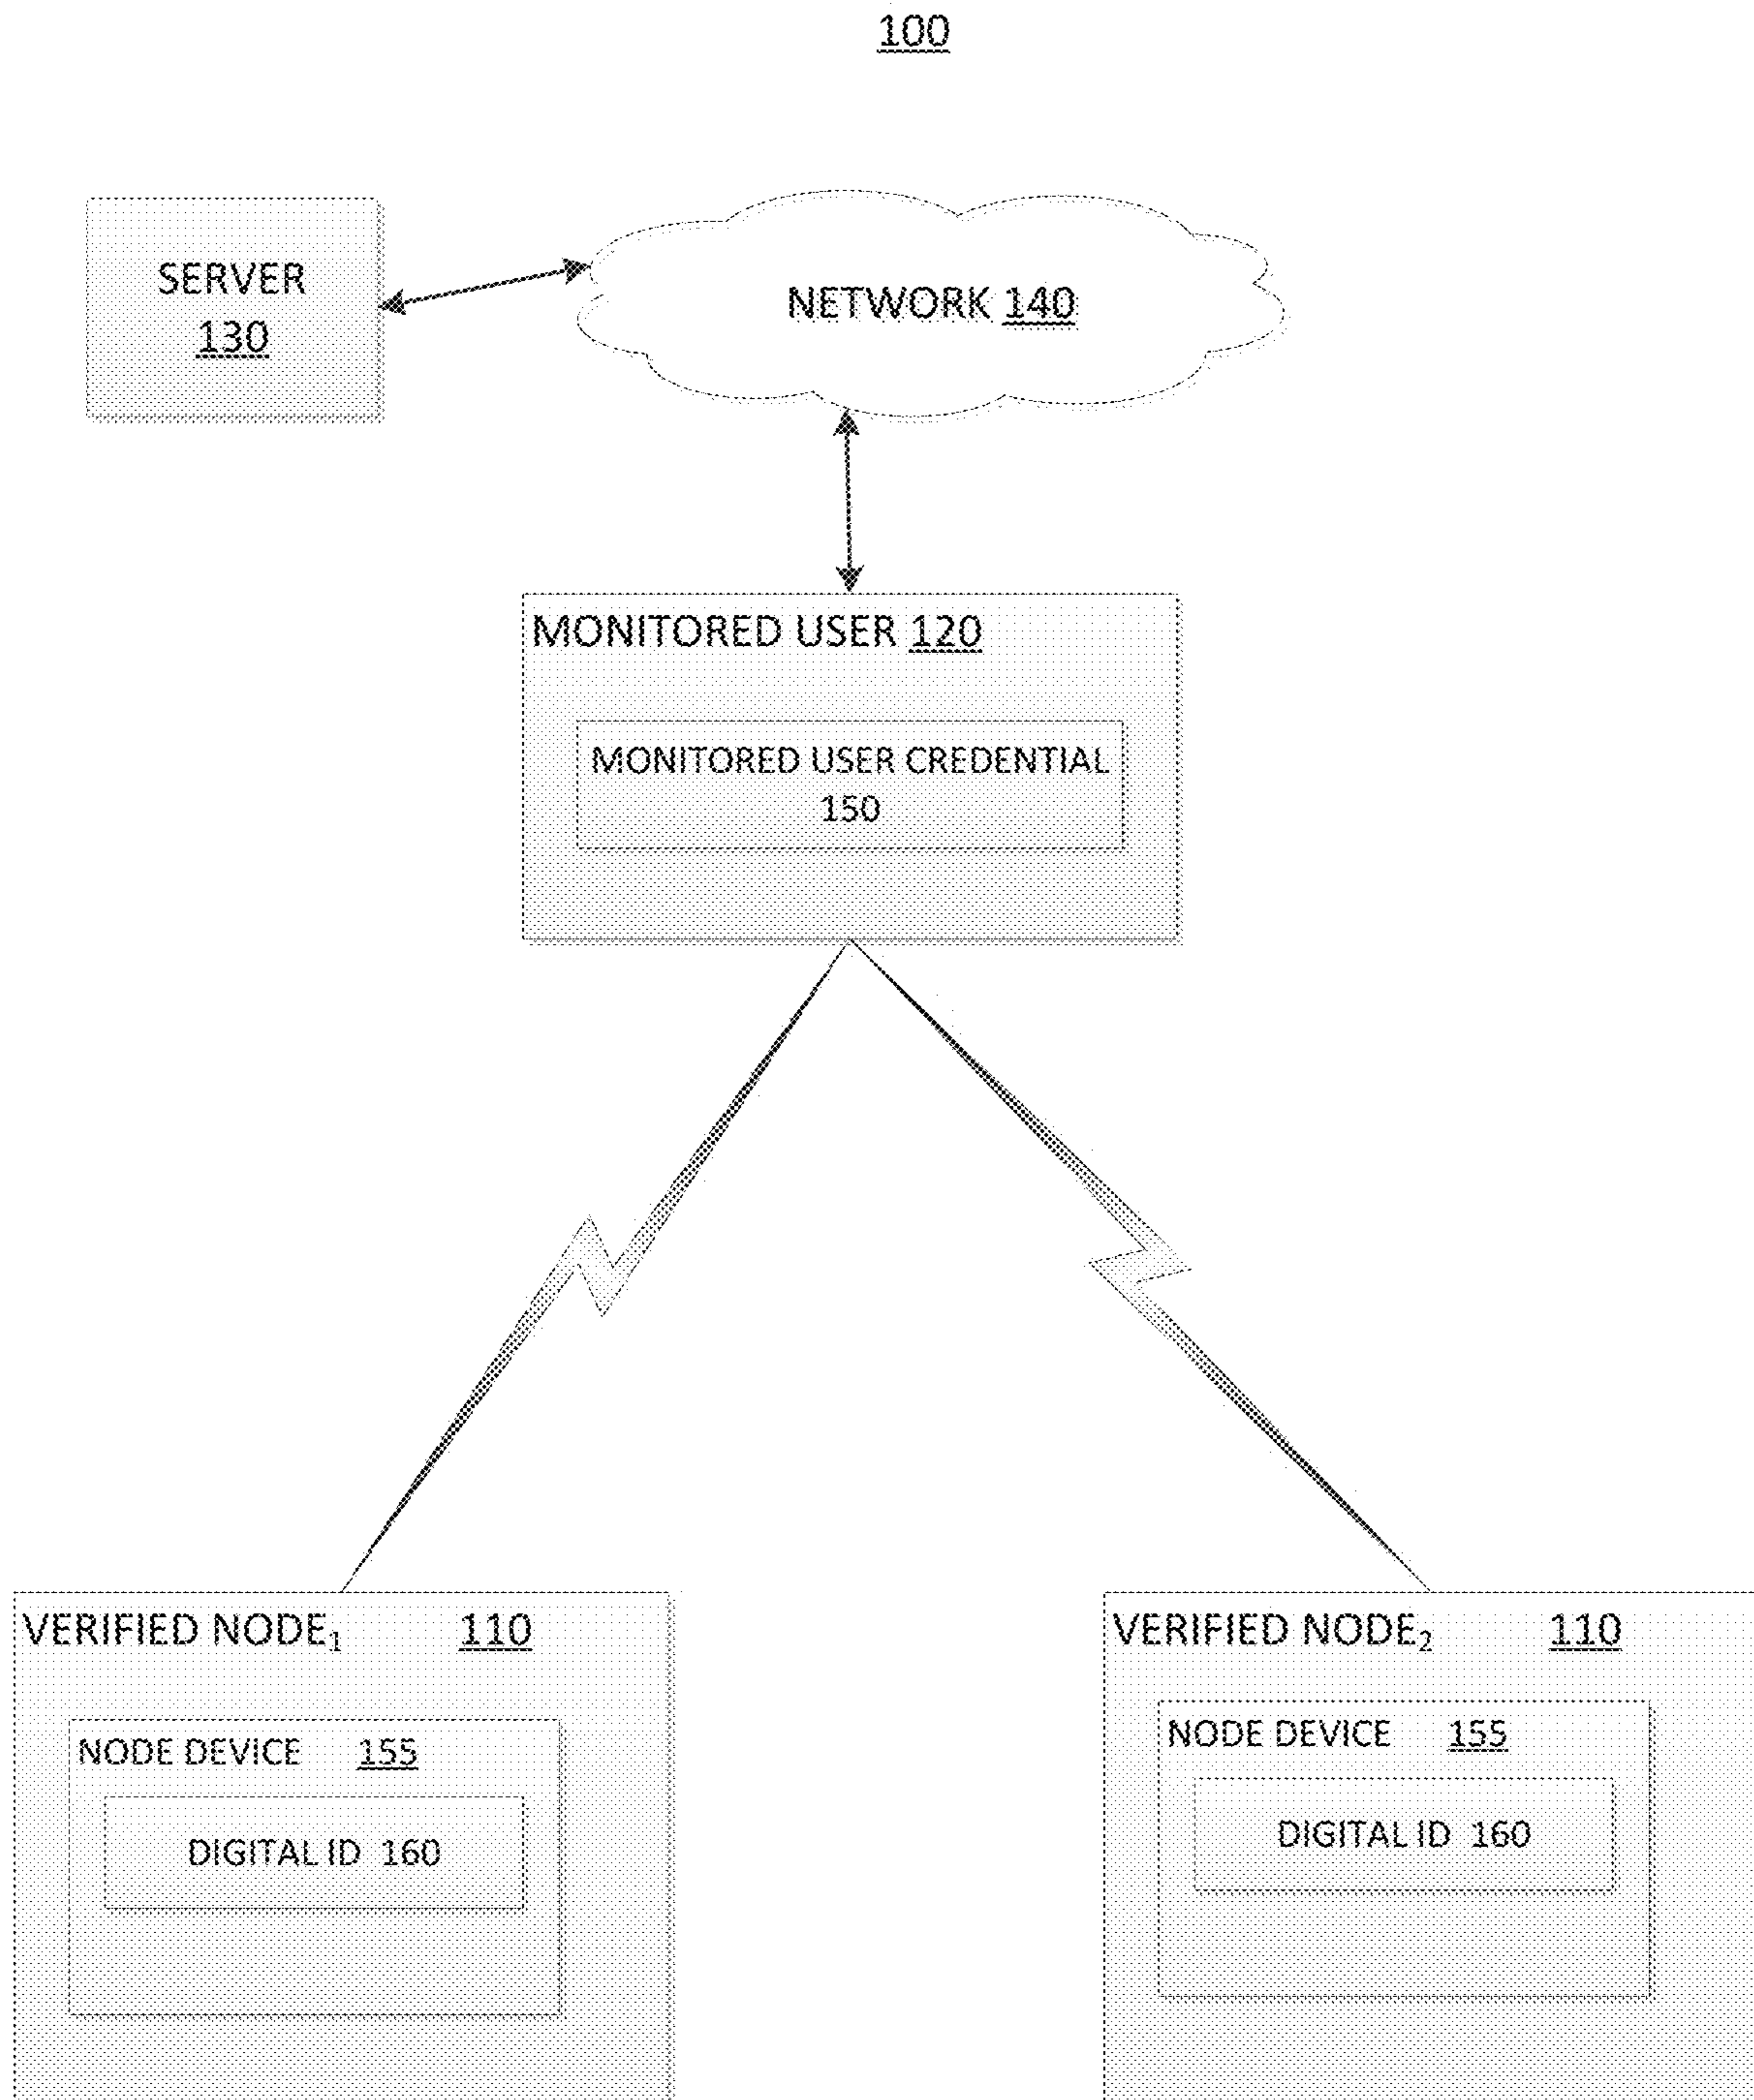 100
SERVER
130
NETWORK 140
MONITORED USER 120
MONITORED USER CREDENTIAL
150
VERIFIED NODE₁ 110
NODE DEVICE 155
DIGITAL ID 160
VERIFIED NODE₂ 110
NODE DEVICE 155
DIGITAL ID 160